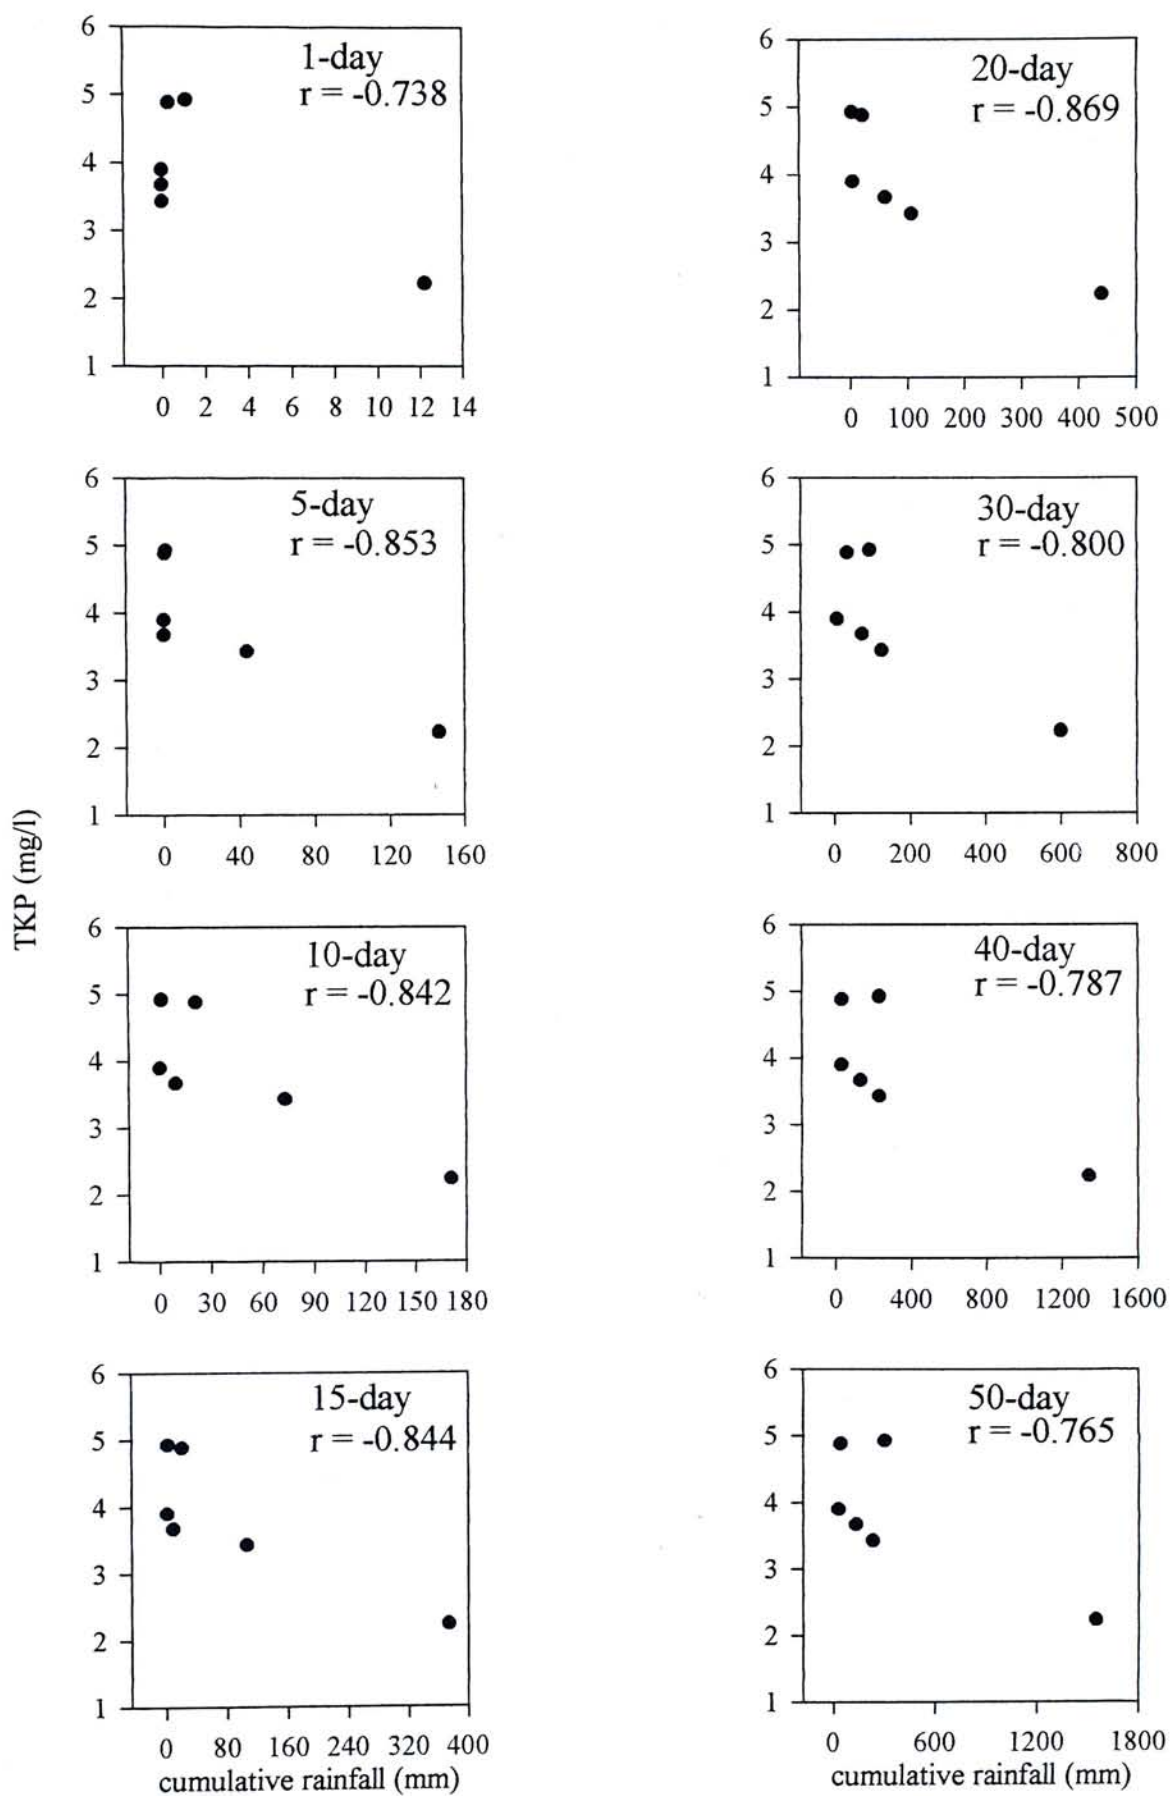 TKP (mg/l)
1-day
r = -0.738
6
5
4
3
2
1
0 2 4 6 8 10 12 14
5-day
r = -0.853
6
5
4
3
2
1
0 40 80 120 160
10-day
r = -0.842
6
5
4
3
2
1
0 30 60 90 120 150 180
15-day
r = -0.844
6
5
4
3
2
1
0 80 160 240 320 400
cumulative rainfall (mm)
20-day
r = -0.869
6
5
4
3
2
1
0 100 200 300 400 500
30-day
r = -0.800
6
5
4
3
2
1
0 200 400 600 800
40-day
r = -0.787
6
5
4
3
2
1
0 400 800 1200 1600
50-day
r = -0.765
6
5
4
3
2
1
0 600 1200 1800
cumulative rainfall (mm)